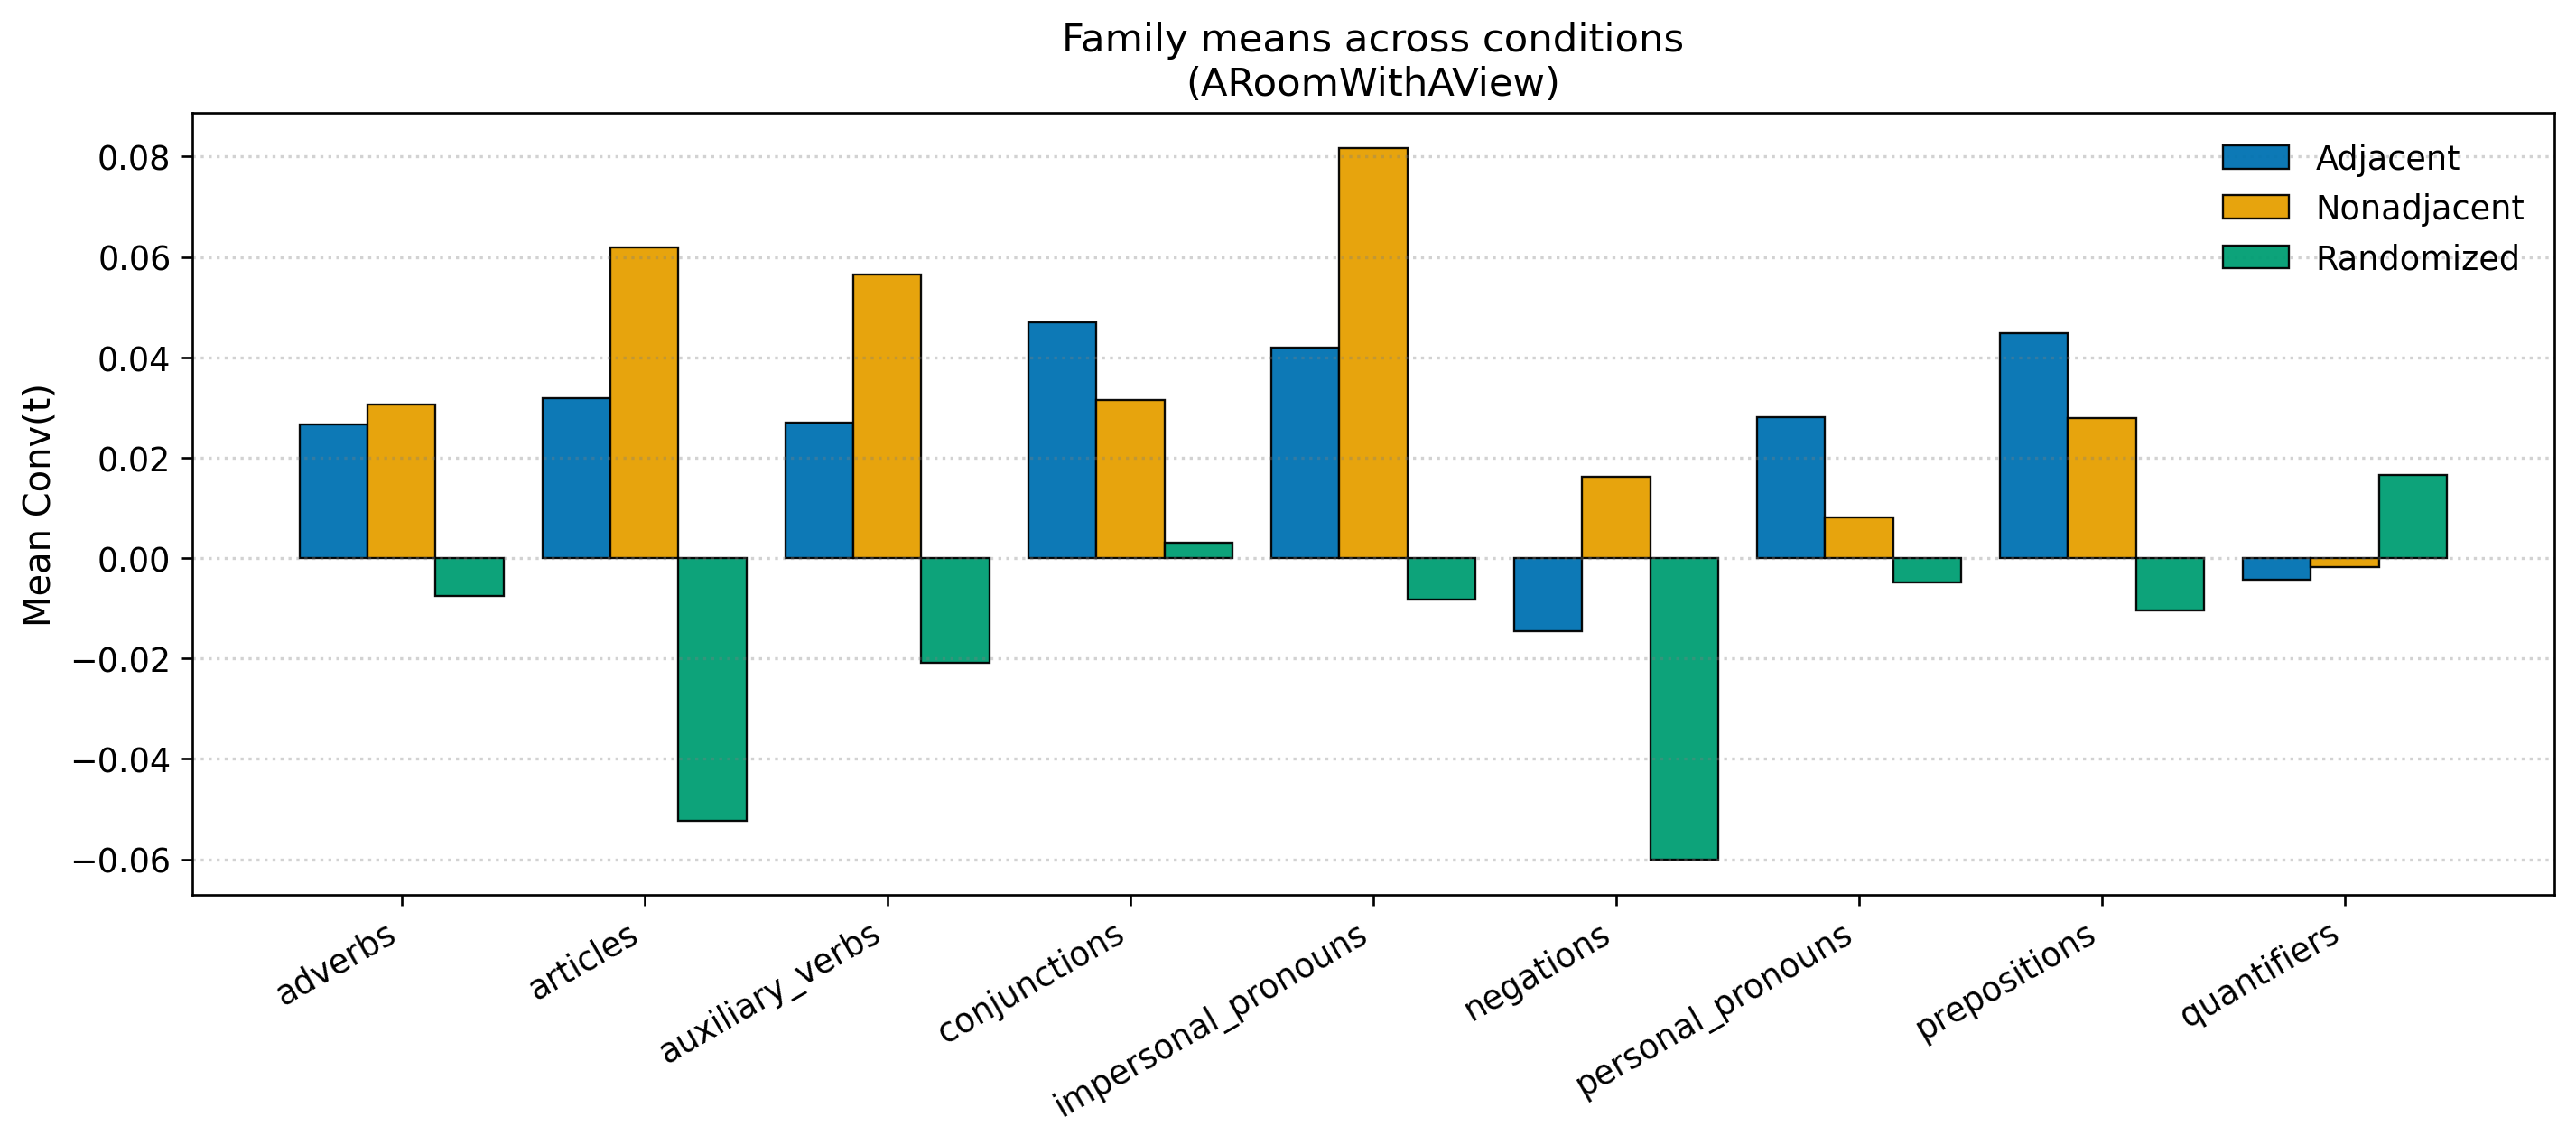 Family means across conditions
(ARoomWithAView)
Adjacent
Nonadjacent
Randomized
Mean Conv(t)
0.08
0.06
0.04
0.02
0.00
−0.02
−0.04
−0.06
adverbs
articles
auxiliary_verbs
conjunctions
impersonal_pronouns
negations
personal_pronouns
prepositions
quantifiers